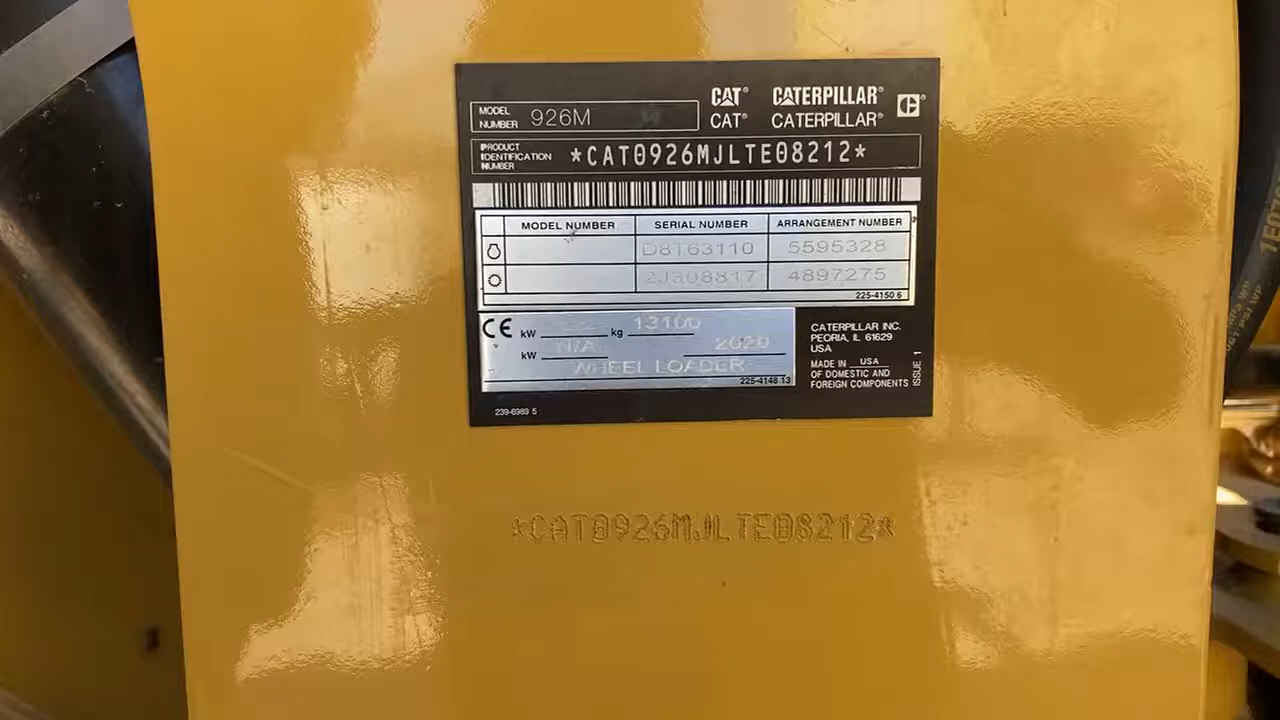 MODEL NUMBER 926M
CAT® CATERPILLAR®
CAT® CATERPILLAR®
PRODUCT IDENTIFICATION NUMBER *CAT0926MJLTE08212*
MODEL NUMBER SERIAL NUMBER ARRANGEMENT NUMBER
D8T63110 5595328
2J308817 4897275
225-4150 6
CE kW kg 13100
kW N/A 2020
WHEEL LOADER
225-4148 13
CATERPILLAR INC.
PEORIA, IL 61629
USA
MADE IN USA
OF DOMESTIC AND
FOREIGN COMPONENTS
ISSUE 1
239-6989 5
*CAT0926MJLTE08212*